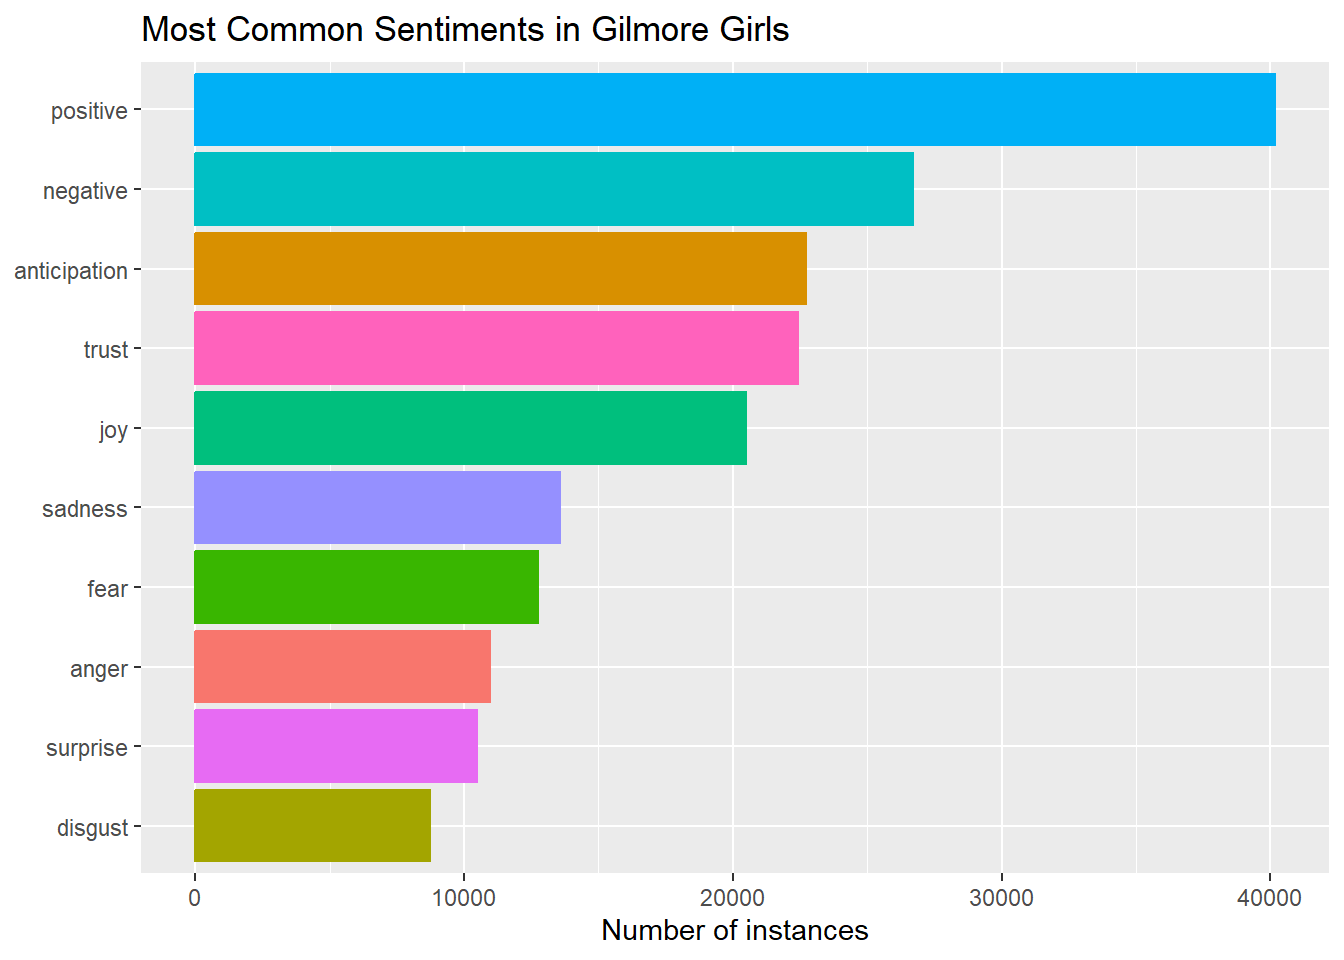 Most Common Sentiments in Gilmore Girls
positive
negative
anticipation
trust
joy
sadness
fear
anger
surprise
disgust
0 10000 20000 30000 40000
Number of instances